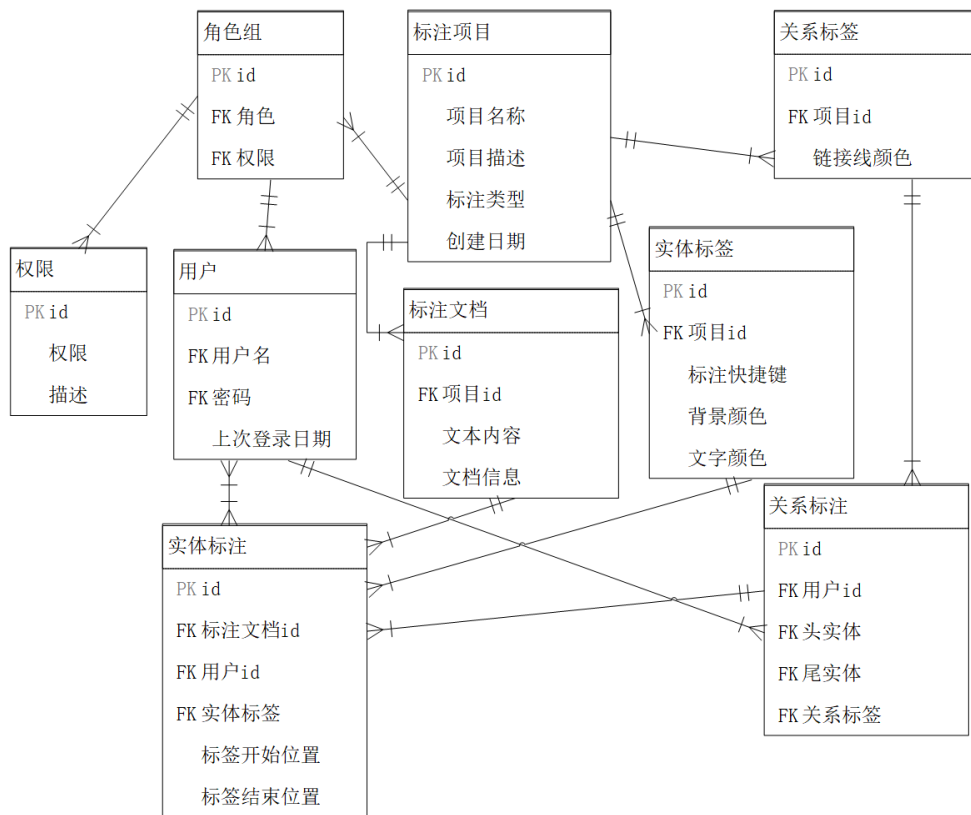 角色组
PK id
FK 角色
FK 权限
标注项目
PK id
项目名称
项目描述
标注类型
创建日期
关系标签
PK id
FK 项目id
链接线颜色
权限
PK id
权限
描述
用户
PK id
FK 用户名
FK 密码
上次登录日期
标注文档
PK id
FK 项目id
文本内容
文档信息
实体标签
PK id
FK 项目id
标注快捷键
背景颜色
文字颜色
实体标注
PK id
FK 标注文档id
FK 用户id
FK 实体标签
标签开始位置
标签结束位置
关系标注
PK id
FK 用户id
FK 头实体
FK 尾实体
FK 关系标签